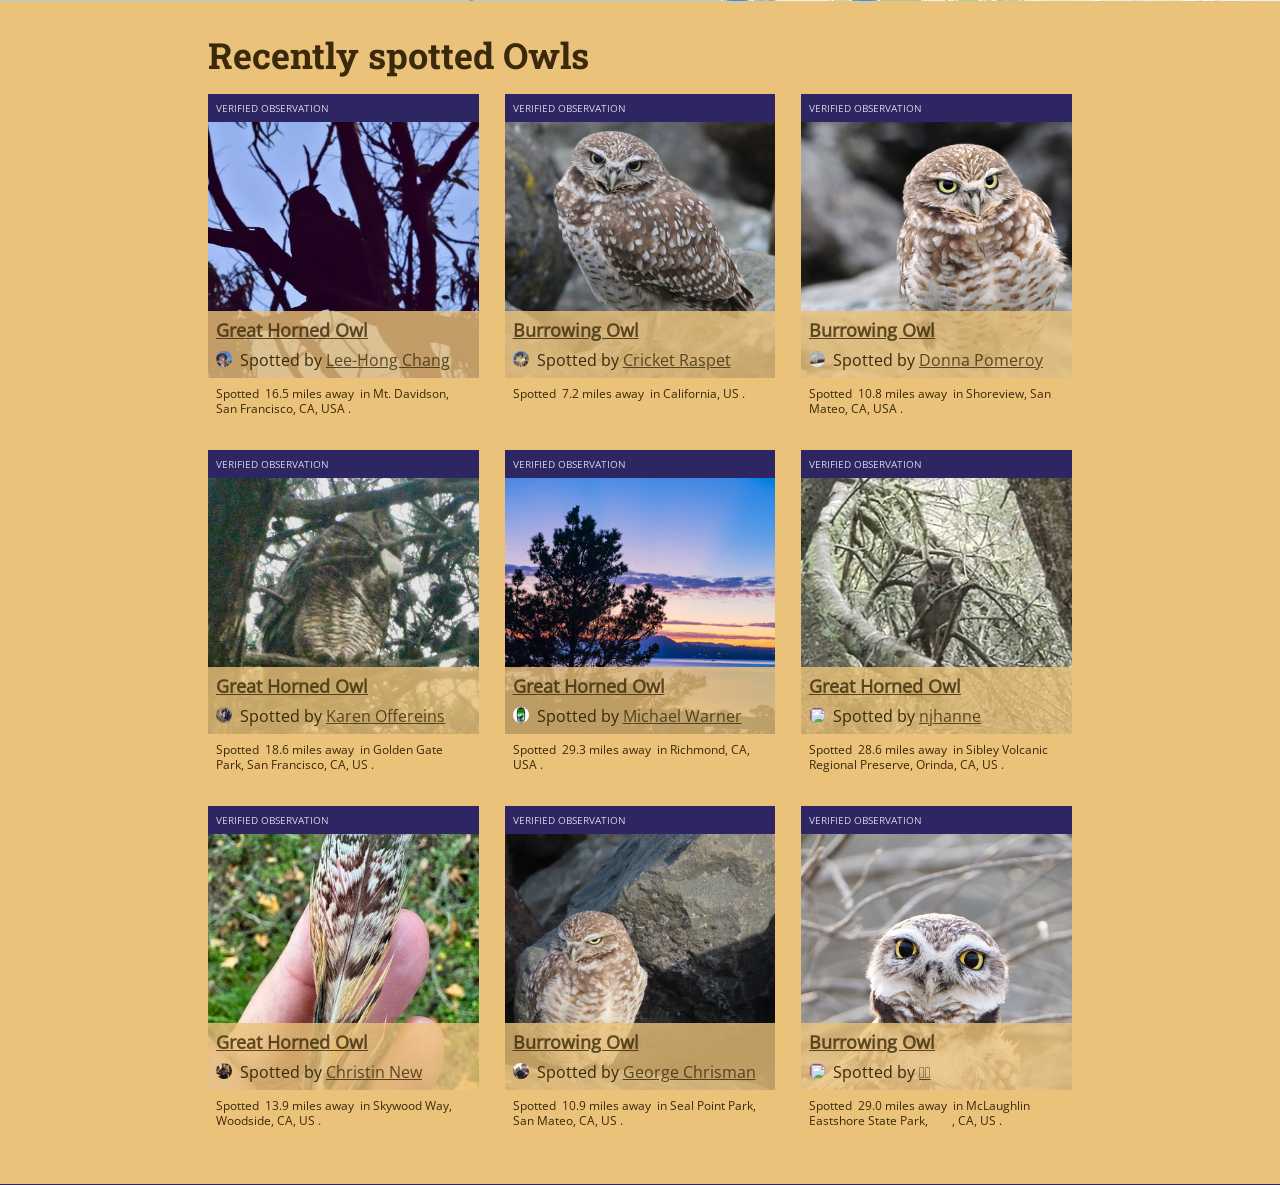 Recently spotted Owls
VERIFIED OBSERVATION
Great Horned Owl
Spotted by Lee-Hong Chang
Spotted 16.5 miles away in Mt. Davidson,
San Francisco, CA, USA .
VERIFIED OBSERVATION
Burrowing Owl
Spotted by Cricket Raspet
Spotted 7.2 miles away in California, US .
VERIFIED OBSERVATION
Burrowing Owl
Spotted by Donna Pomeroy
Spotted 10.8 miles away in Shoreview, San
Mateo, CA, USA .
VERIFIED OBSERVATION
Great Horned Owl
Spotted by Karen Offereins
Spotted 18.6 miles away in Golden Gate
Park, San Francisco, CA, US .
VERIFIED OBSERVATION
Great Horned Owl
Spotted by Michael Warner
Spotted 29.3 miles away in Richmond, CA,
USA .
VERIFIED OBSERVATION
Great Horned Owl
Spotted by njhanne
Spotted 28.6 miles away in Sibley Volcanic
Regional Preserve, Orinda, CA, US .
VERIFIED OBSERVATION
Great Horned Owl
Spotted by Christin New
Spotted 13.9 miles away in Skywood Way,
Woodside, CA, US .
VERIFIED OBSERVATION
Burrowing Owl
Spotted by George Chrisman
Spotted 10.9 miles away in Seal Point Park,
San Mateo, CA, US .
VERIFIED OBSERVATION
Burrowing Owl
Spotted by
Spotted 29.0 miles away in McLaughlin
Eastshore State Park, , CA, US .